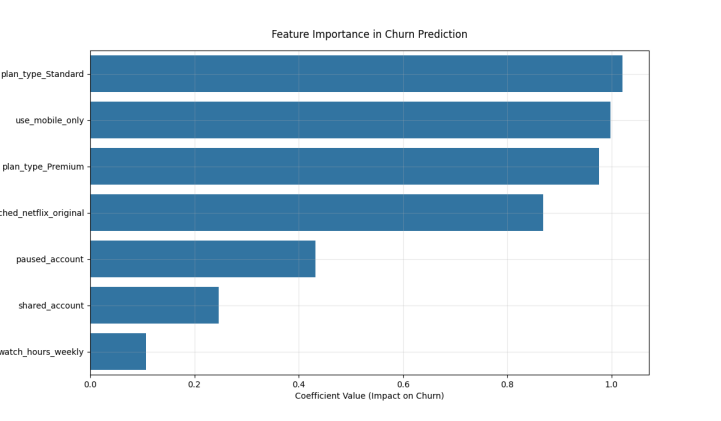 Feature Importance in Churn Prediction
plan_type_Standard
use_mobile_only
plan_type_Premium
ched_netflix_original
paused_account
shared_account
watch_hours_weekly
0.0 0.2 0.4 0.6 0.8 1.0
Coefficient Value (Impact on Churn)